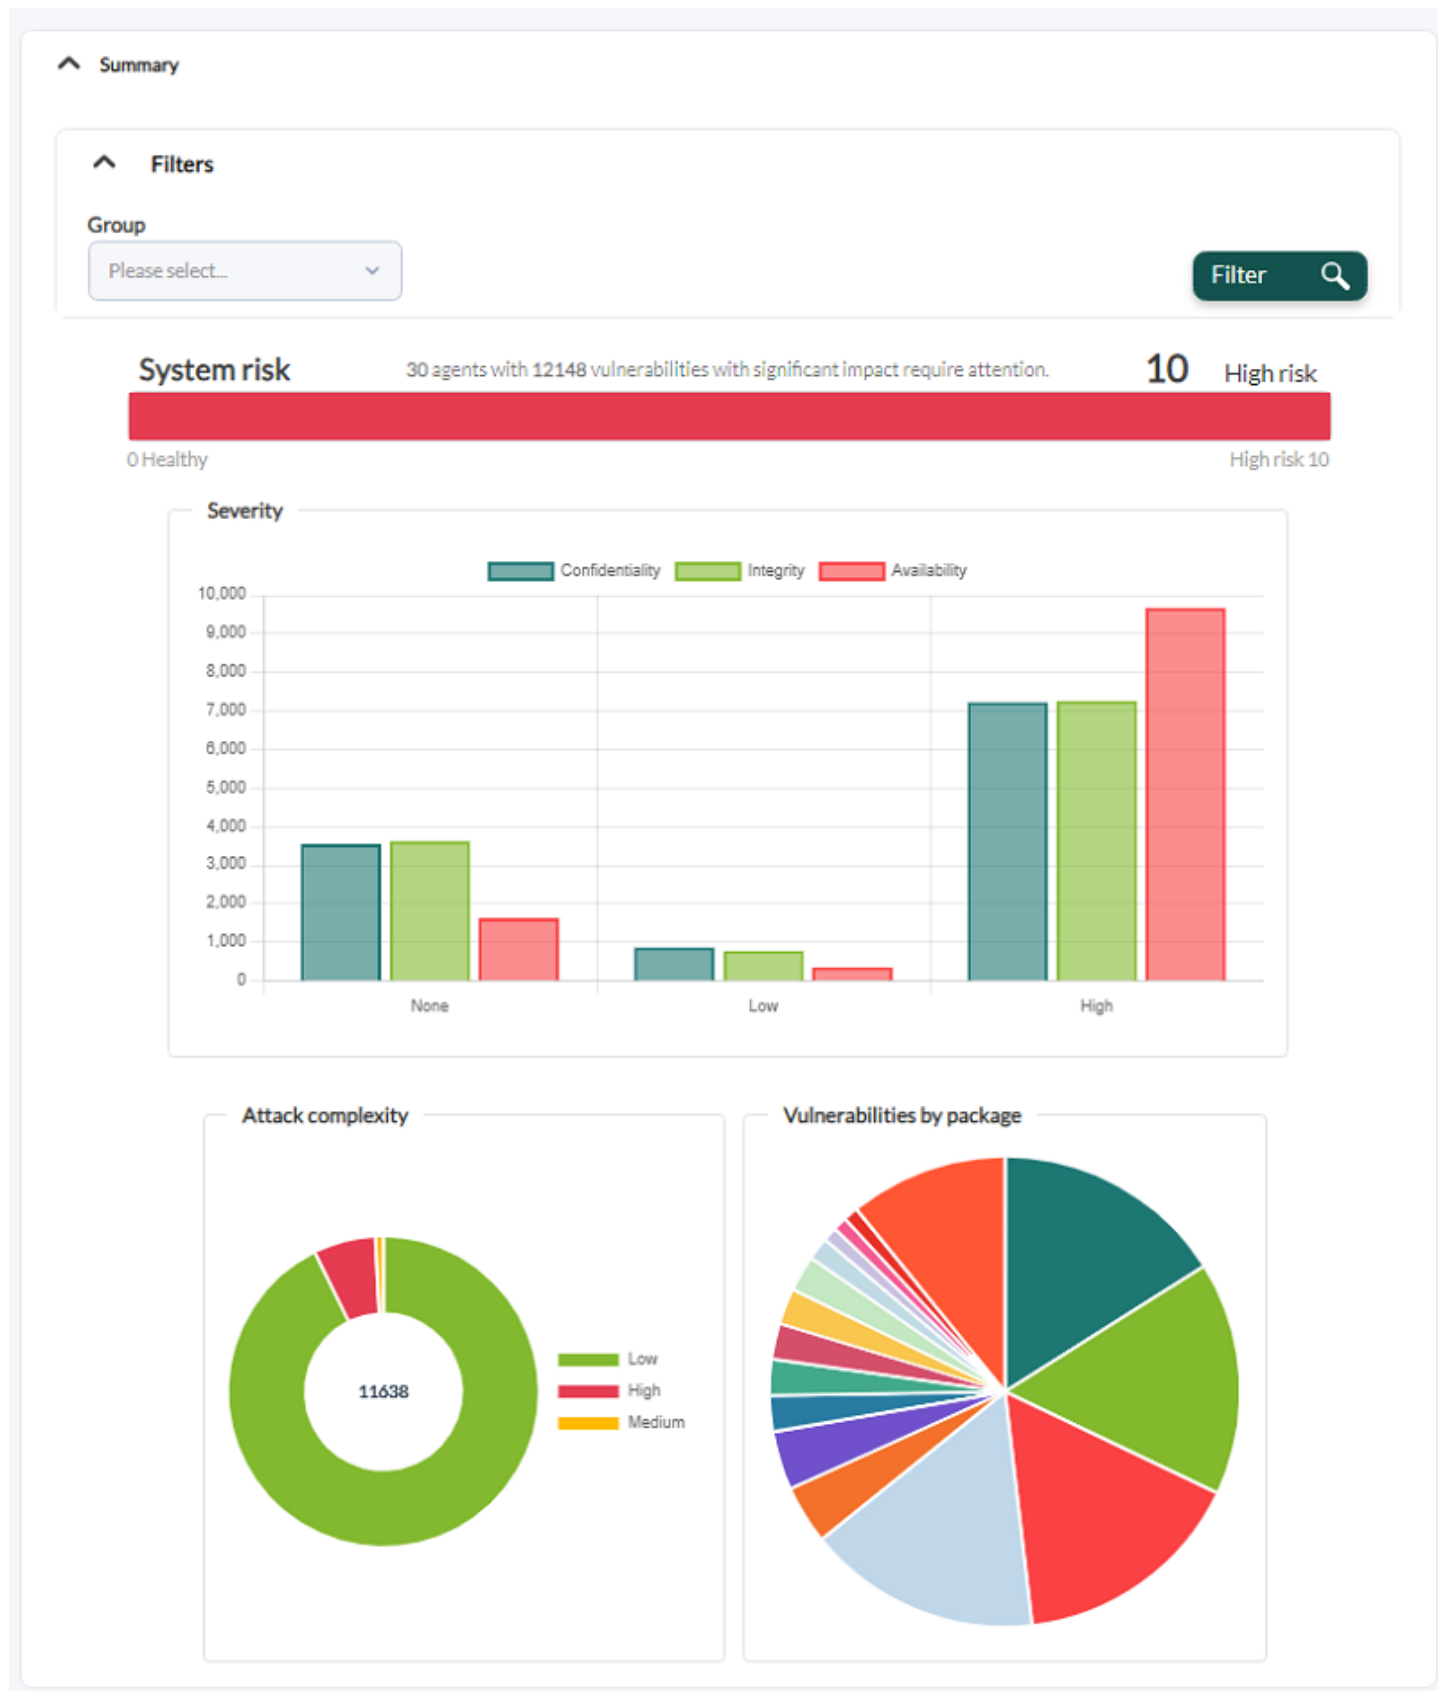 Summary
Filters
Group
Please select...
Filter
System risk
30 agents with 12148 vulnerabilities with significant impact require attention.
10 High risk
0 Healthy
High risk 10
Severity
Confidentiality Integrity Availability
10,000
9,000
8,000
7,000
6,000
5,000
4,000
3,000
2,000
1,000
0
None Low High
Attack complexity
11638
Low
High
Medium
Vulnerabilities by package